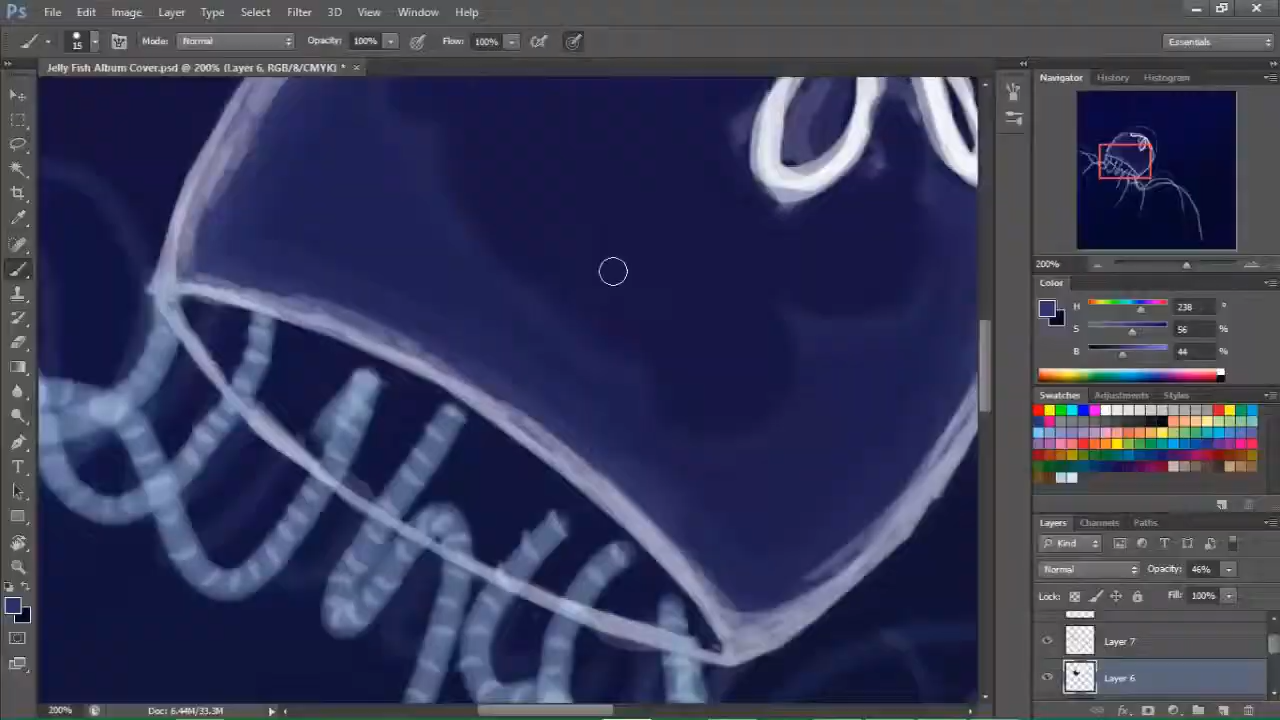 Ps File Edit Image Layer Type Select Filter 3D View Window Help
15 Mode: Normal Opacity: 100% Flow: 100% Essentials
Jelly Fish Album Cover.psd @ 200% (Layer 6, RGB/8/CMYK) * ×
Navigator History Histogram
200%
Color
H 238 °
S 56 %
B 44 %
Swatches Adjustments Styles
Layers Channels Paths
Kind
Normal Opacity: 46%
Lock: Fill: 100%
Layer 7
Layer 6
200% Doc: 6.44M/33.3M